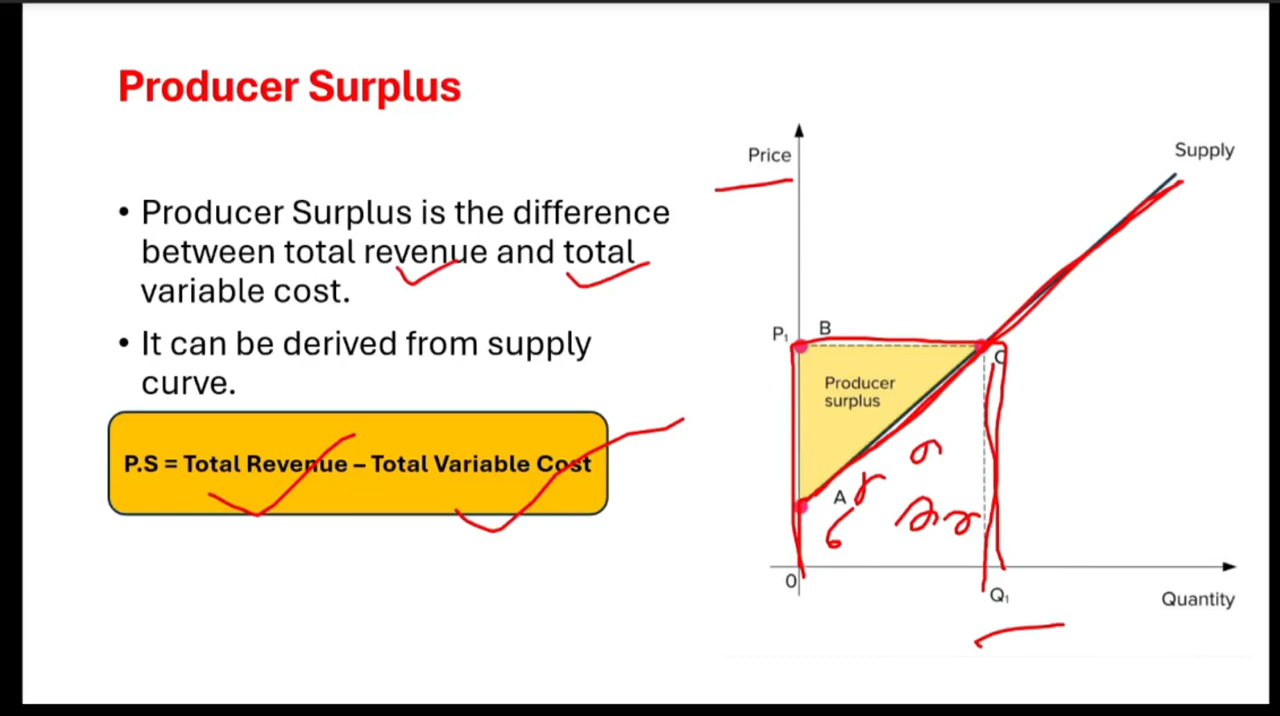 Producer Surplus
• Producer Surplus is the difference
between total revenue and total
variable cost.
• It can be derived from supply
curve.
P.S = Total Revenue – Total Variable Cost
Price
Supply
P₁
B
C
Producer
surplus
A
0
Q₁
Quantity